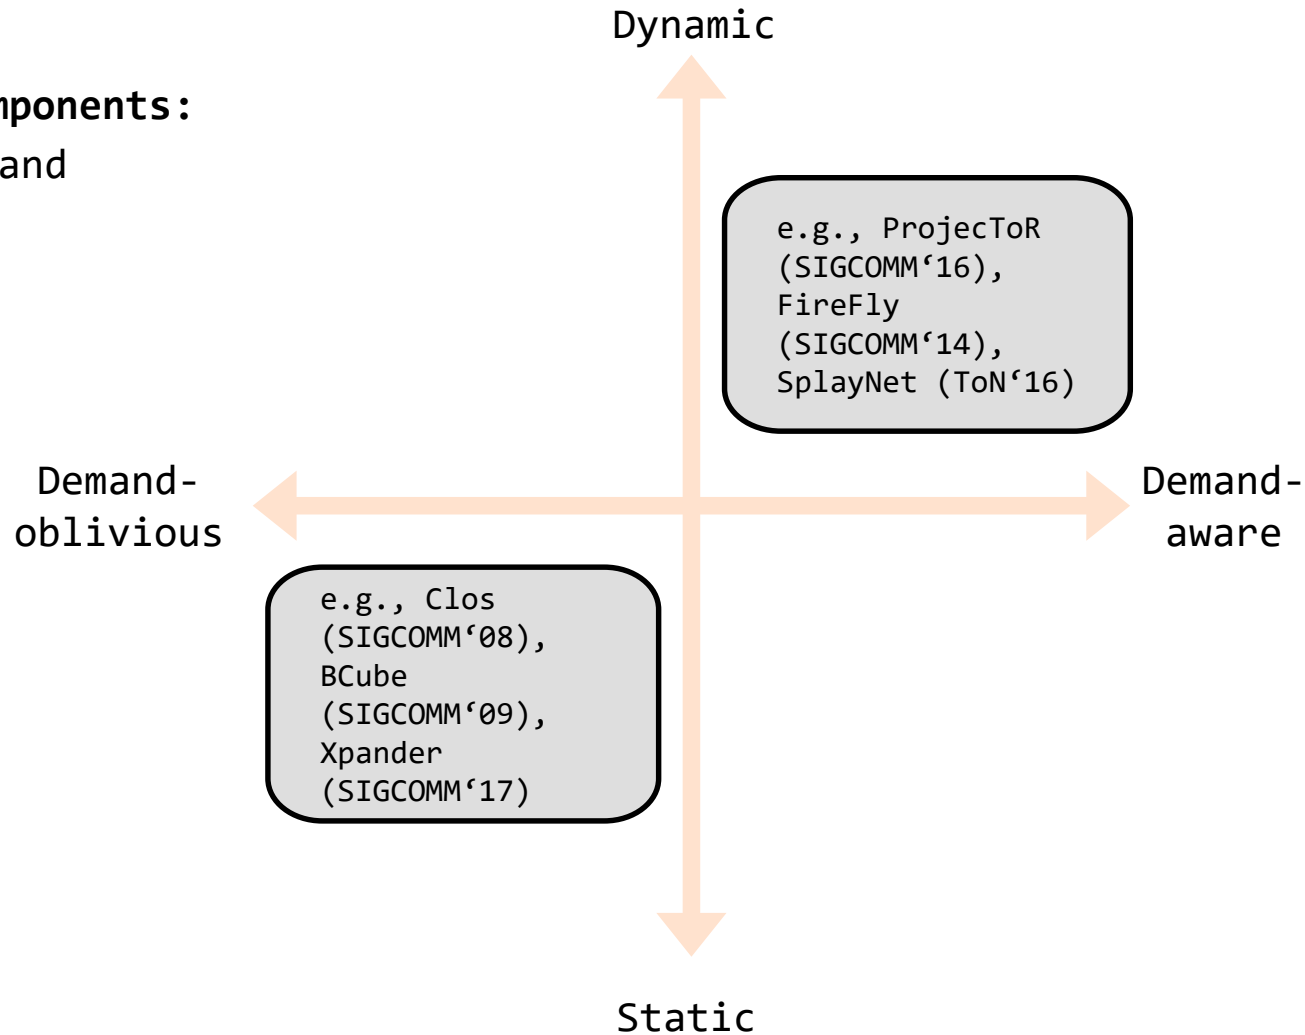 Dynamic
mponents:
and
e.g., ProjecToR
(SIGCOMM‘16),
FireFly
(SIGCOMM‘14),
SplayNet (ToN‘16)
Demand-
oblivious
Demand-
aware
e.g., Clos
(SIGCOMM‘08),
BCube
(SIGCOMM‘09),
Xpander
(SIGCOMM‘17)
Static